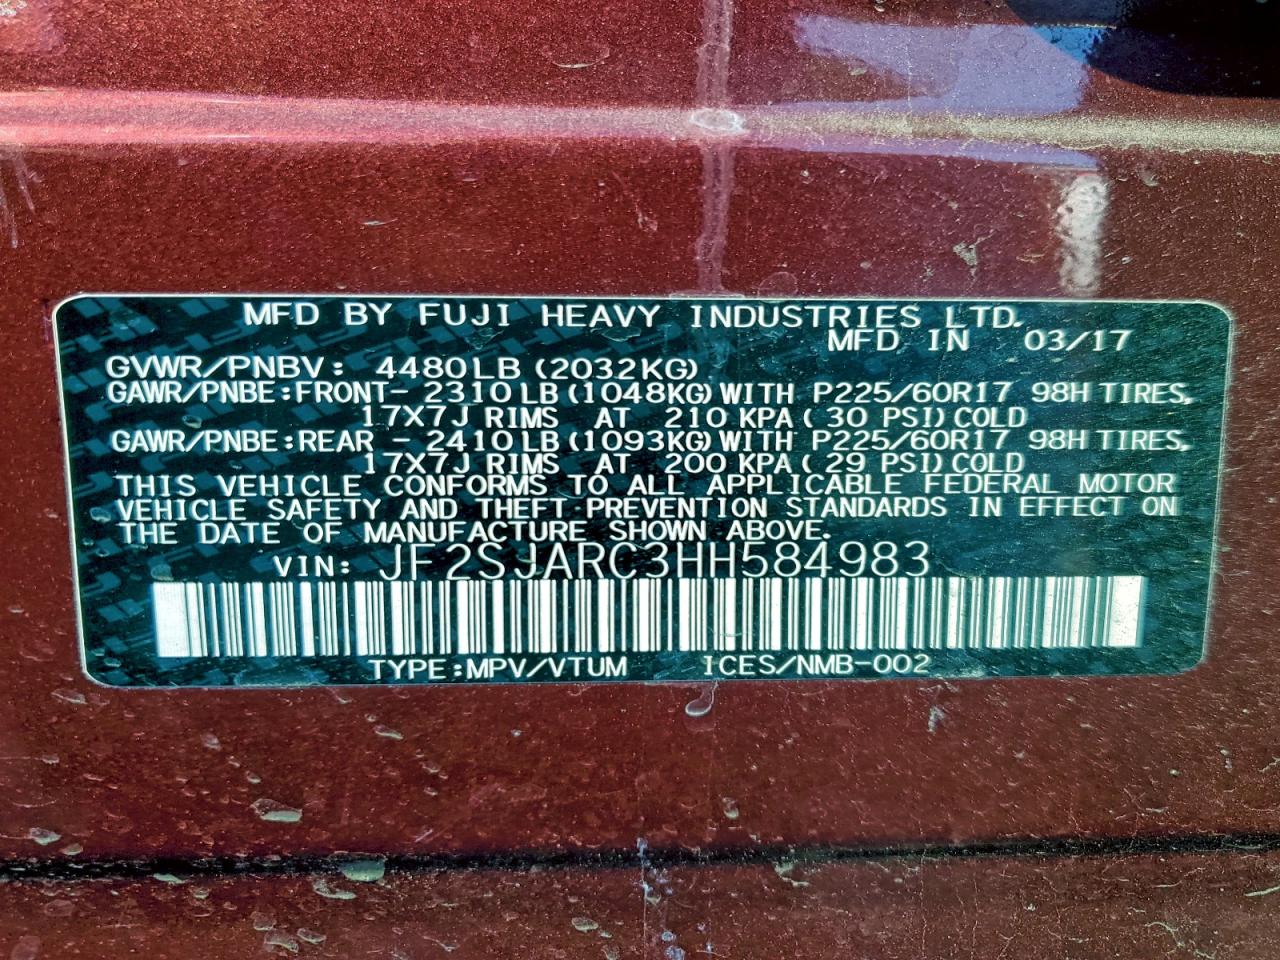 MFD BY FUJI HEAVY INDUSTRIES LTD.
MFD IN 03/17
GVWR/PNBV: 4480LB (2032KG)
GAWR/PNBE:FRONT- 2310LB (1048KG) WITH P225/60R17 98H TIRES,
17X7J RIMS AT 210 KPA ( 30 PSI) COLD
GAWR/PNBE:REAR - 2410LB (1093KG) WITH P225/60R17 98H TIRES,
17X7J RIMS AT 200 KPA ( 29 PSI) COLD
THIS VEHICLE CONFORMS TO ALL APPLICABLE FEDERAL MOTOR
VEHICLE SAFETY AND THEFT PREVENTION STANDARDS IN EFFECT ON
THE DATE OF MANUFACTURE SHOWN ABOVE.
VIN: JF2SJARC3HH584983
TYPE:MPV/VTUM ICES/NMB-002